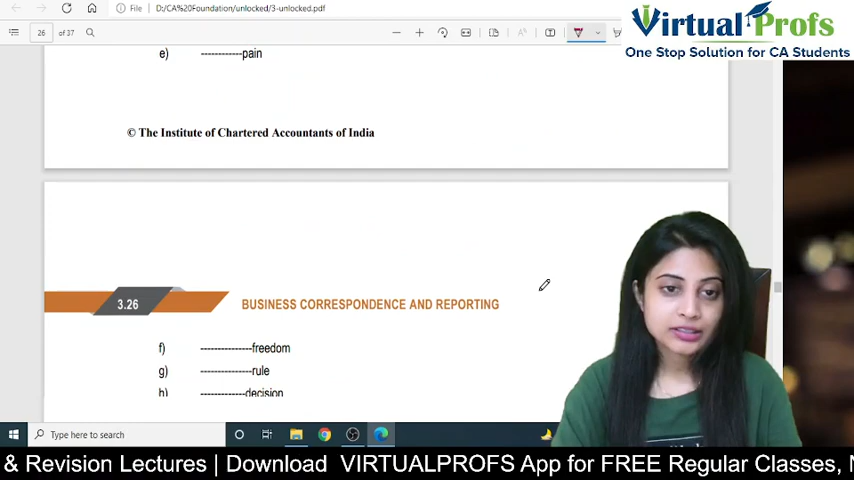 File D:/CA%20Foundation/unlocked/3-unlocked.pdf
26 of 37
Virtual Profs
One Stop Solution for CA Students
e) -----------pain
© The Institute of Chartered Accountants of India
3.26 BUSINESS CORRESPONDENCE AND REPORTING
f) --------------freedom
g) --------------rule
h) ------------decision
Type here to search
& Revision Lectures | Download VIRTUALPROFS App for FREE Regular Classes, N